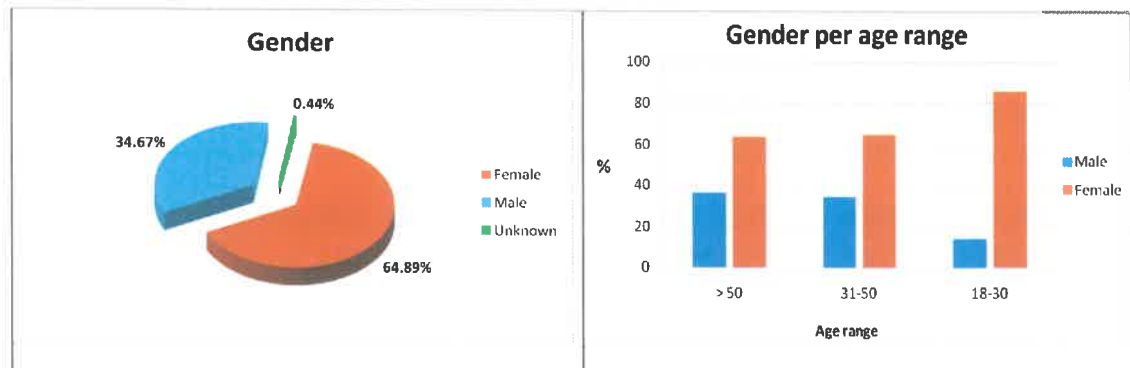 Gender
0.44%
34.67%
64.89%
Female
Male
Unknown
Gender per age range
100
80
60
40
20
0
%
> 50
31-50
18-30
Age range
Male
Female